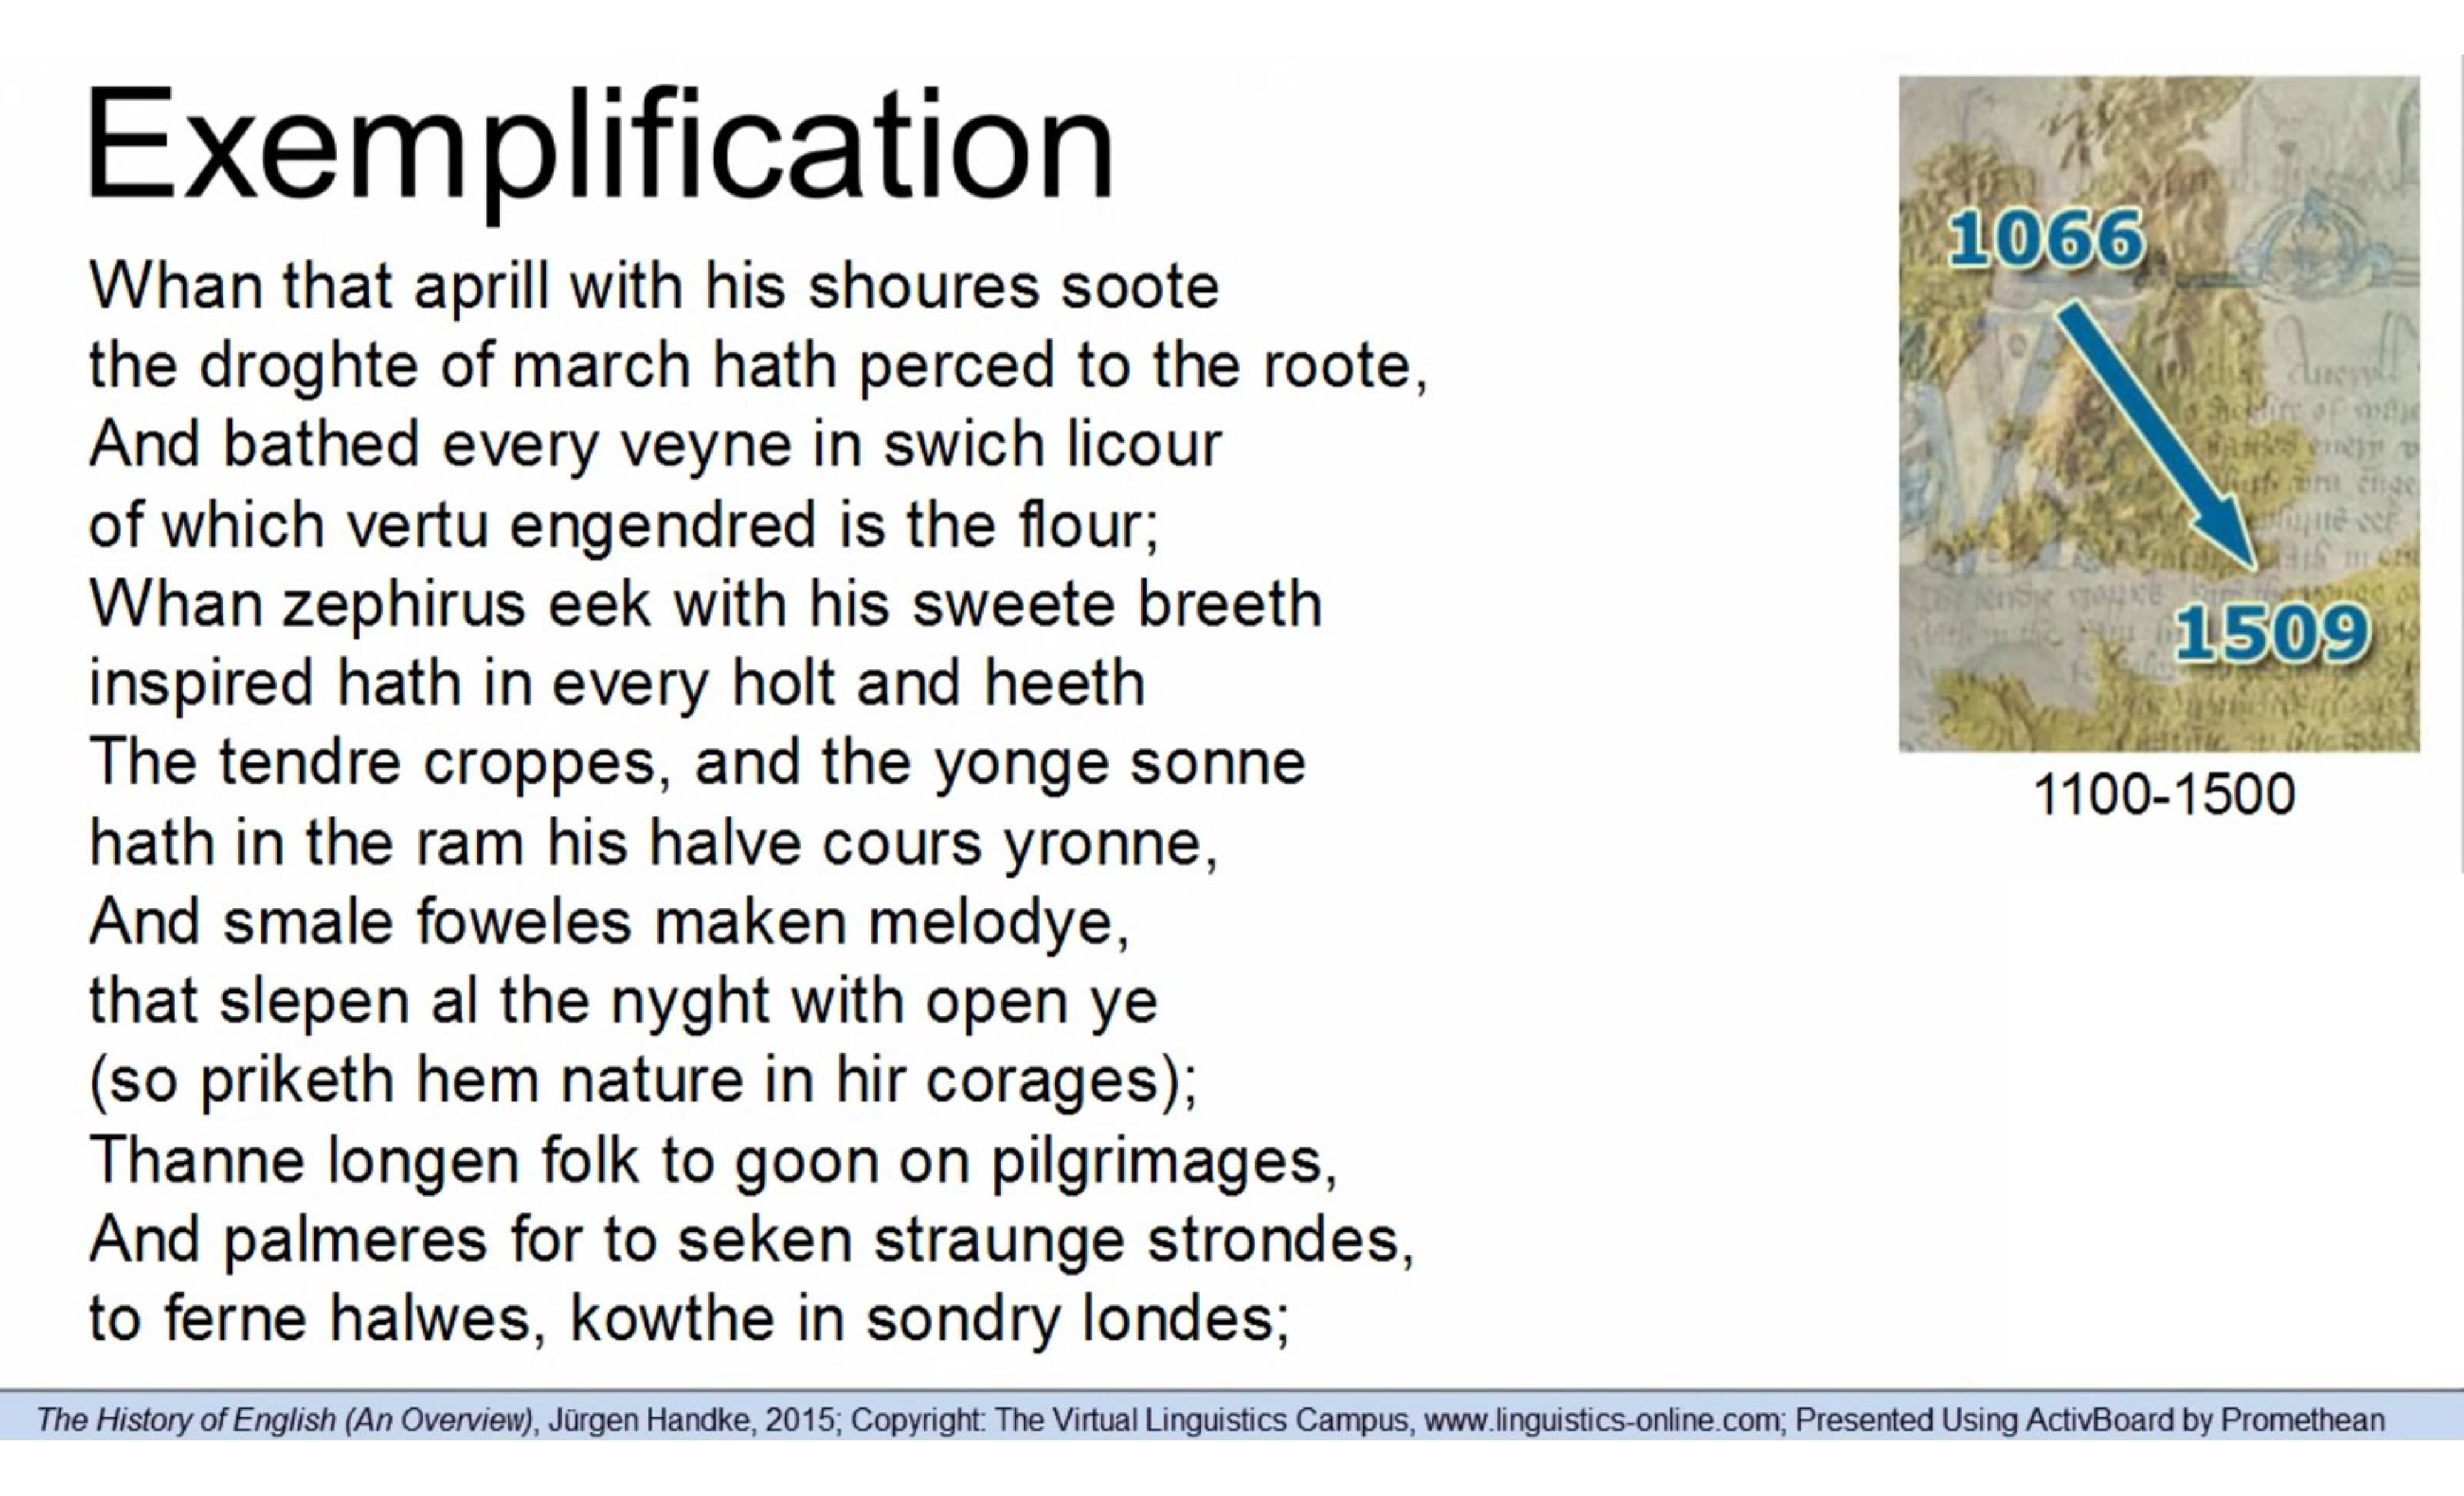 Exemplification
Whan that aprill with his shoures soote
the droghte of march hath perced to the roote,
And bathed every veyne in swich licour
of which vertu engendred is the flour;
Whan zephirus eek with his sweete breeth
inspired hath in every holt and heeth
The tendre croppes, and the yonge sonne
hath in the ram his halve cours yronne,
And smale foweles maken melodye,
that slepen al the nyght with open ye
(so priketh hem nature in hir corages);
Thanne longen folk to goon on pilgrimages,
And palmeres for to seken straunge strondes,
to ferne halwes, kowthe in sondry londes;
1066
1509
1100-1500
The History of English (An Overview), Jürgen Handke, 2015; Copyright: The Virtual Linguistics Campus, www.linguistics-online.com; Presented Using ActivBoard by Promethean